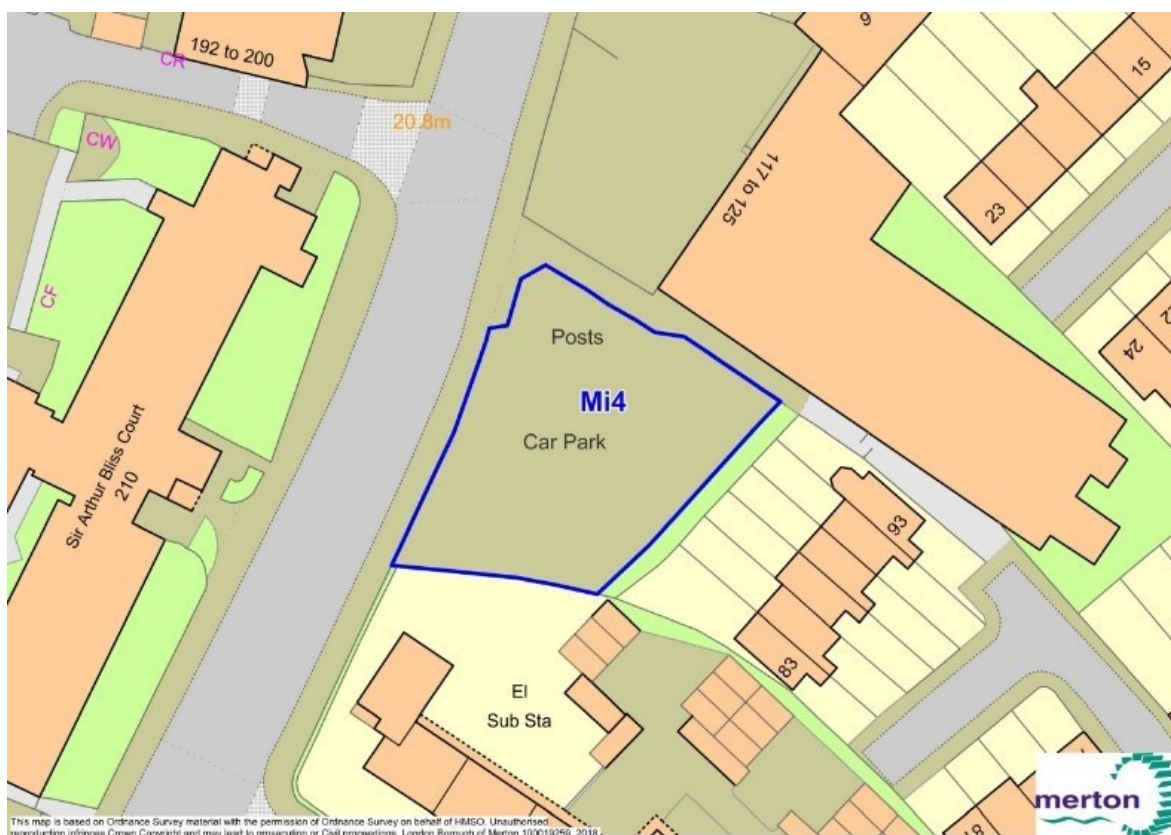 192 to 200
CR
6
15
CW
20.8m
117 to 125
23
CF
Posts
24
Mi4
Car Park
Sir Arthur Bliss Court
210
93
83
El
Sub Sta
merton
18
This map is based on Ordnance Survey material with the permission of Ordnance Survey on behalf of HMSO. Unauthorised
reproduction infringes Crown Copyright and may lead to prosecution or Civil proceedings. London Borough of Merton 100019259. 2018.